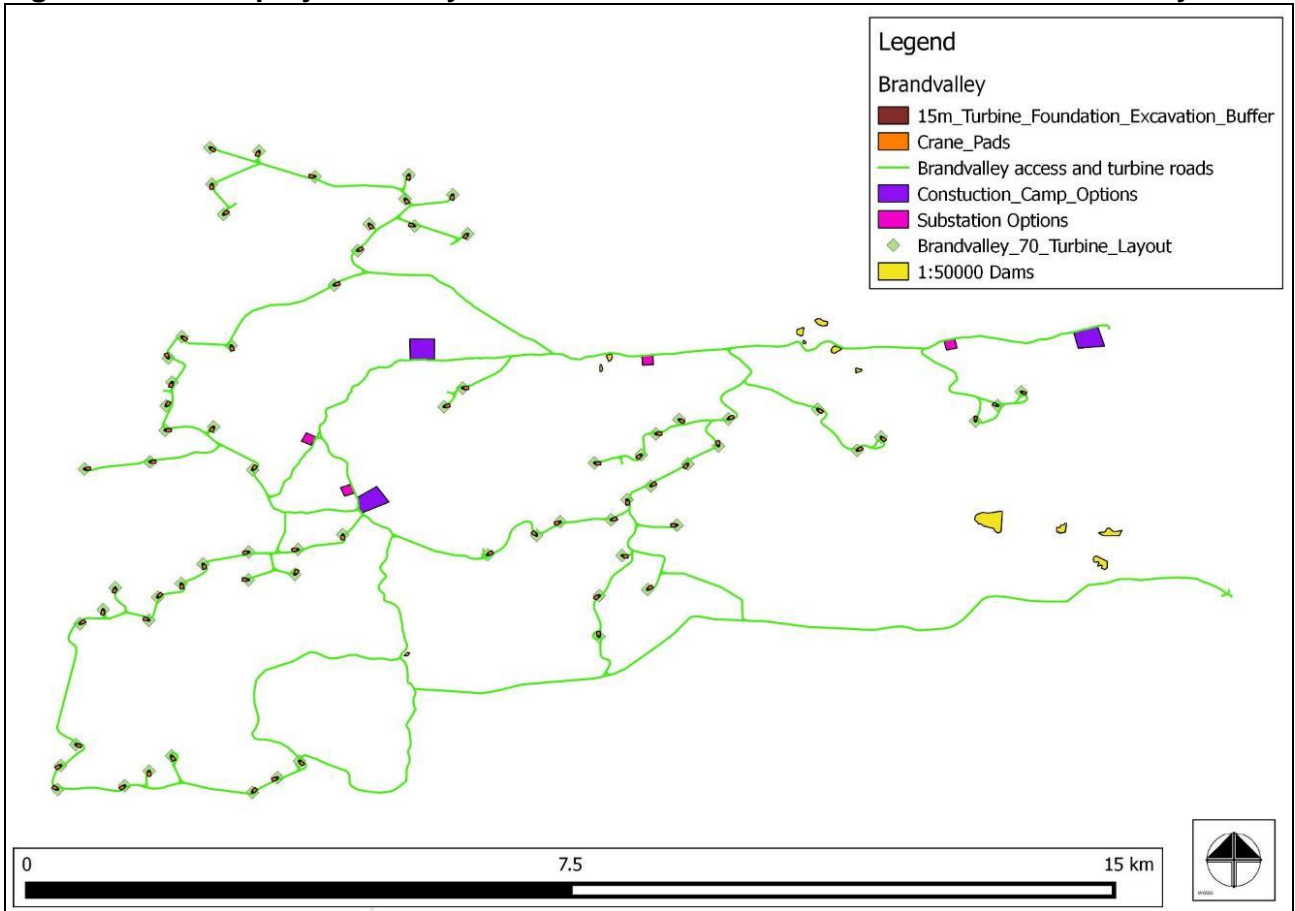 Legend
Brandvalley
15m_Turbine_Foundation_Excavation_Buffer
Crane_Pads
Brandvalley access and turbine roads
Constuction_Camp_Options
Substation Options
Brandvalley_70_Turbine_Layout
1:50000 Dams
0 7.5 15 km